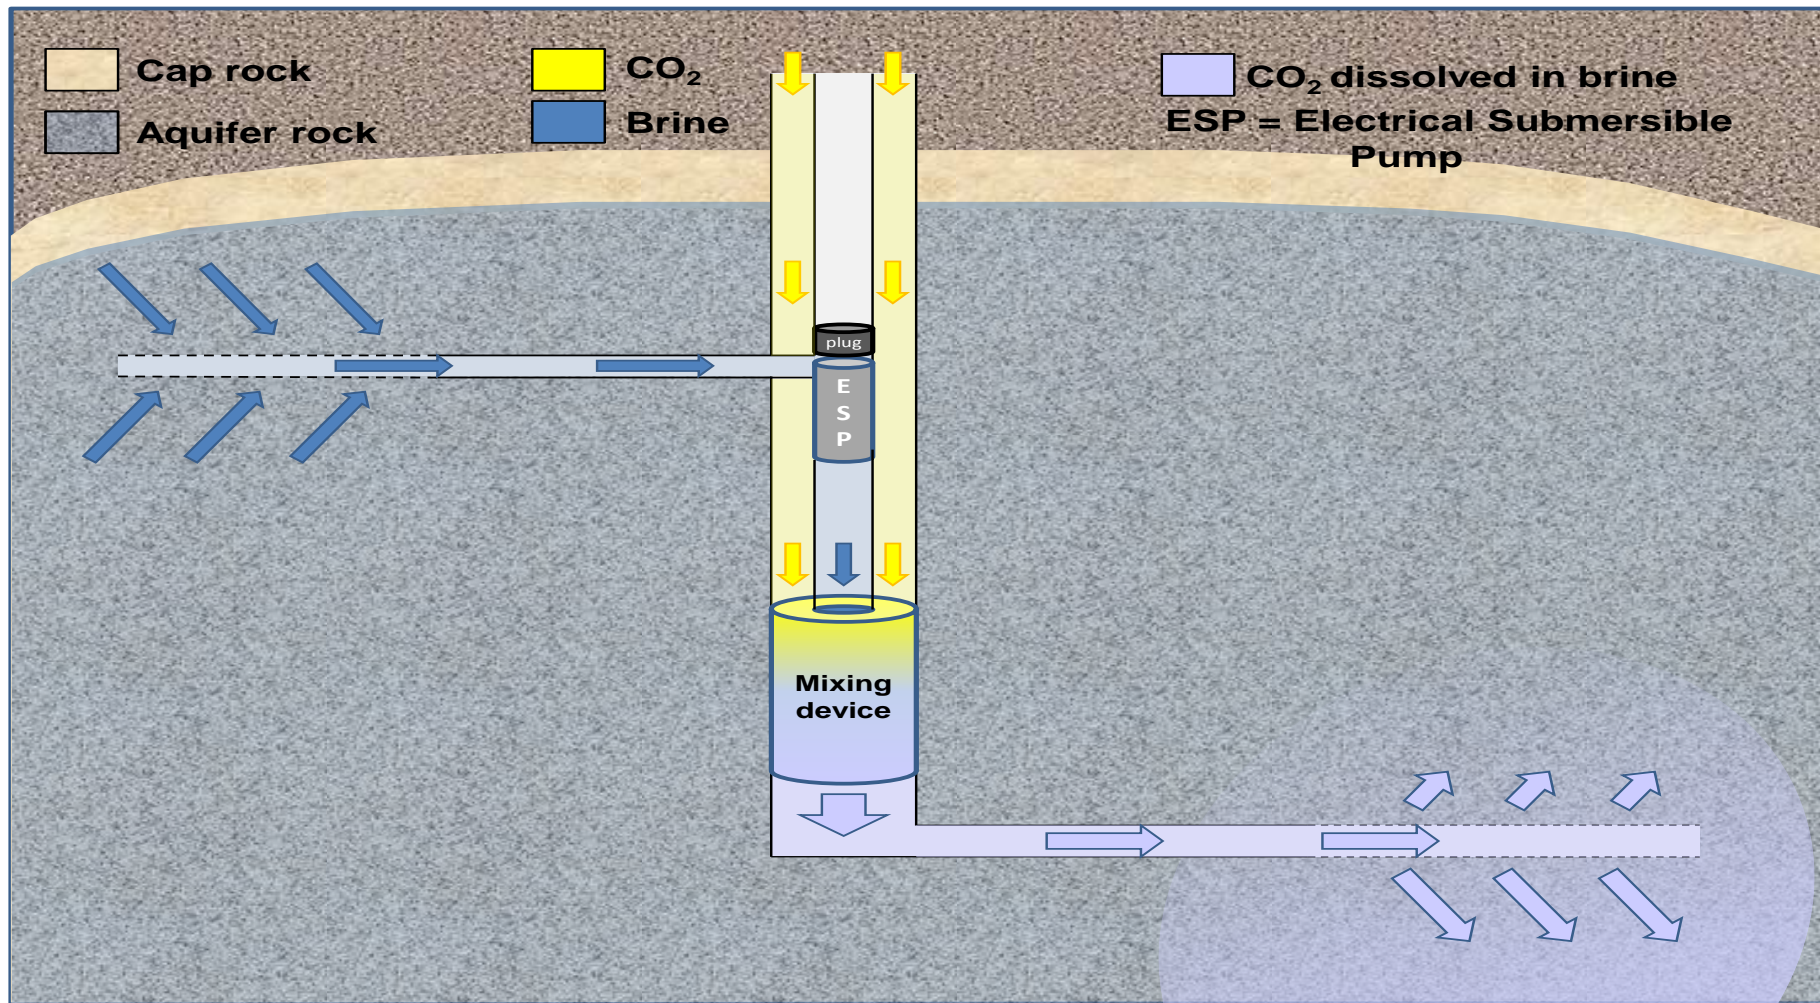 Cap rock
Aquifer rock
CO₂
Brine
CO₂ dissolved in brine
ESP = Electrical Submersible
Pump
plug
E
S
P
Mixing
device